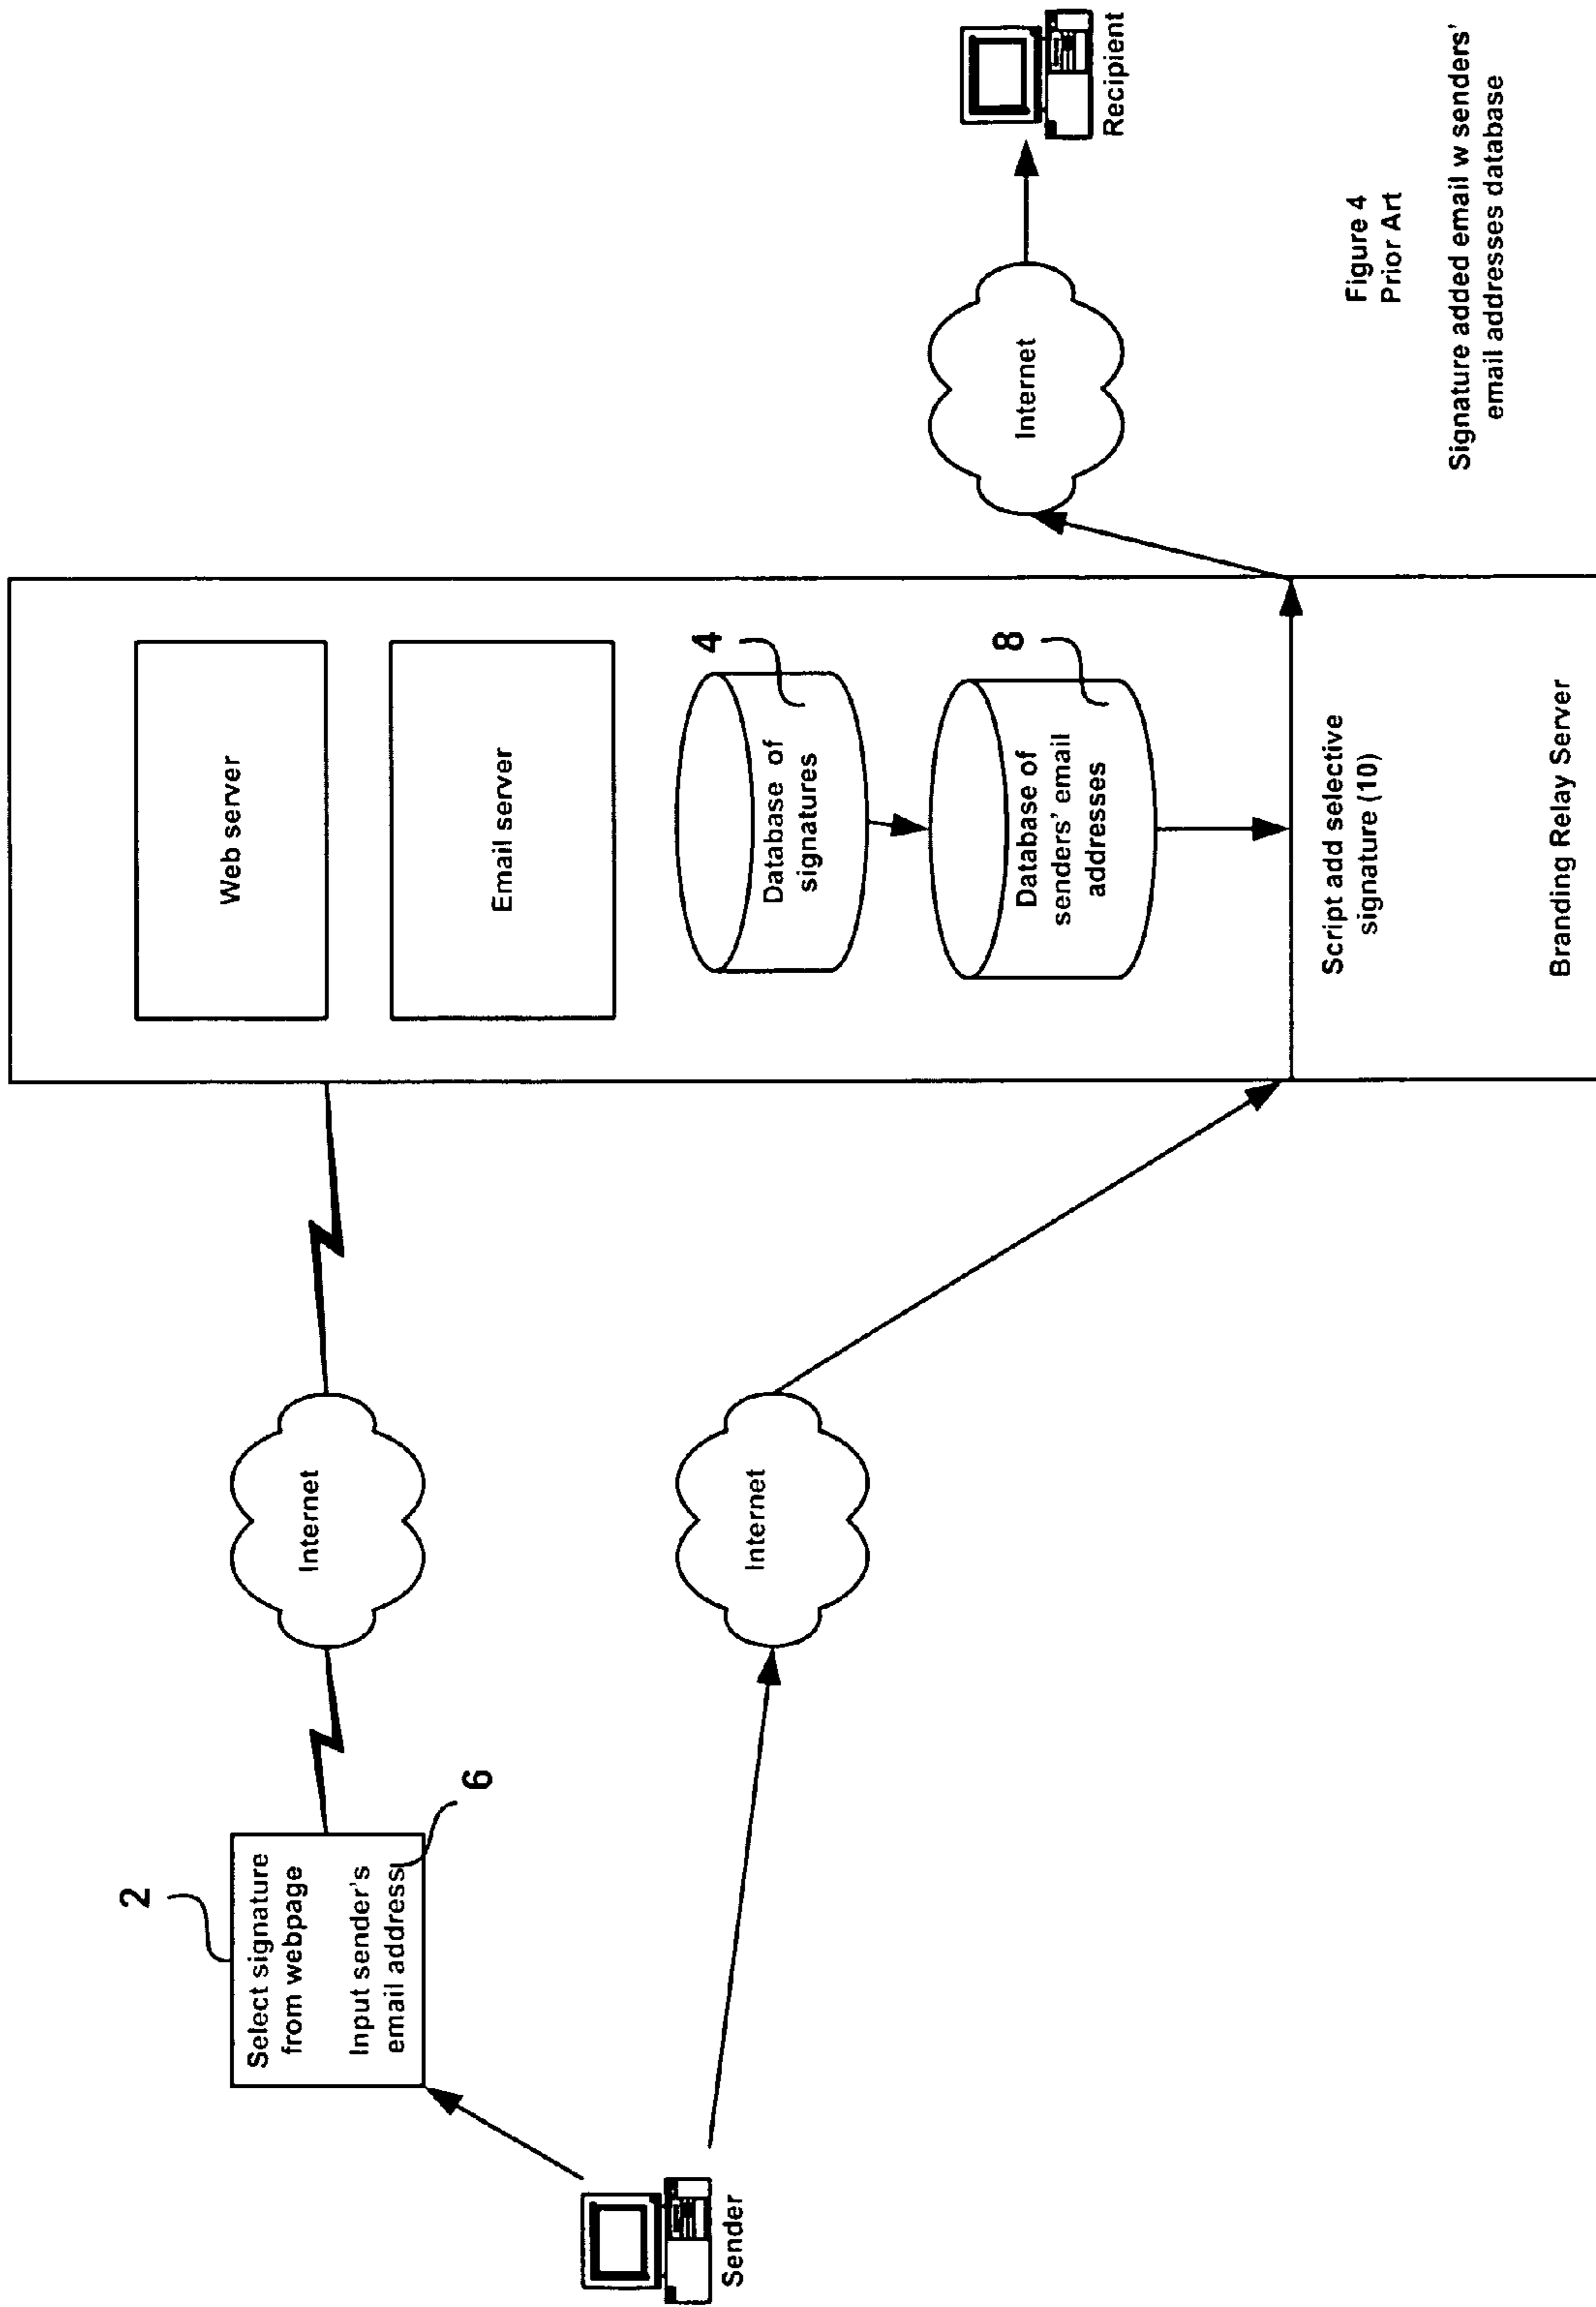 2
Select signature
from webpage
Input sender's
email address
6
Sender
Internet
Internet
Web server
Email server
Database of
signatures
4
Database of
senders' email
addresses
8
Script add selective
signature (10)
Branding Relay Server
Internet
Recipient
Figure 4
Prior Art
Signature added email w senders'
email addresses database